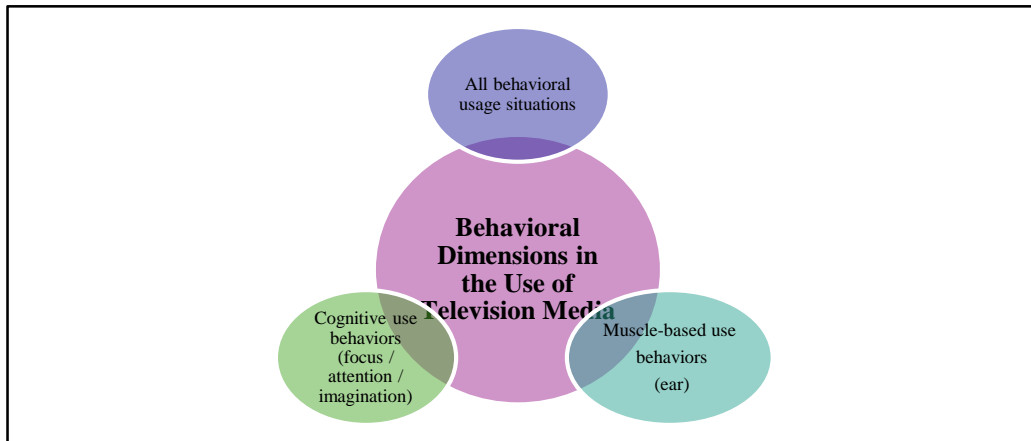 All behavioral
usage situations
Behavioral
Dimensions in
the Use of
Television Media
Cognitive use
behaviors
(focus /
attention /
imagination)
Muscle-based use
behaviors
(ear)